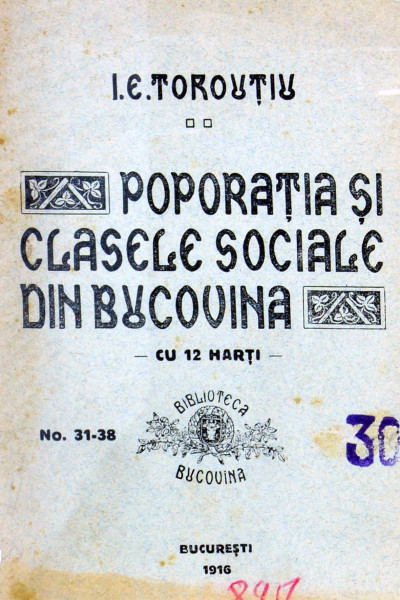 I.E. TOROUȚIU
POPORAȚIA ȘI
CLASELE SOCIALE
DIN BUCOVINA
— CU 12 HARȚI —
BIBLIOTECA
No. 31-38
30
BUCOVINA
BUCUREȘTI
1916